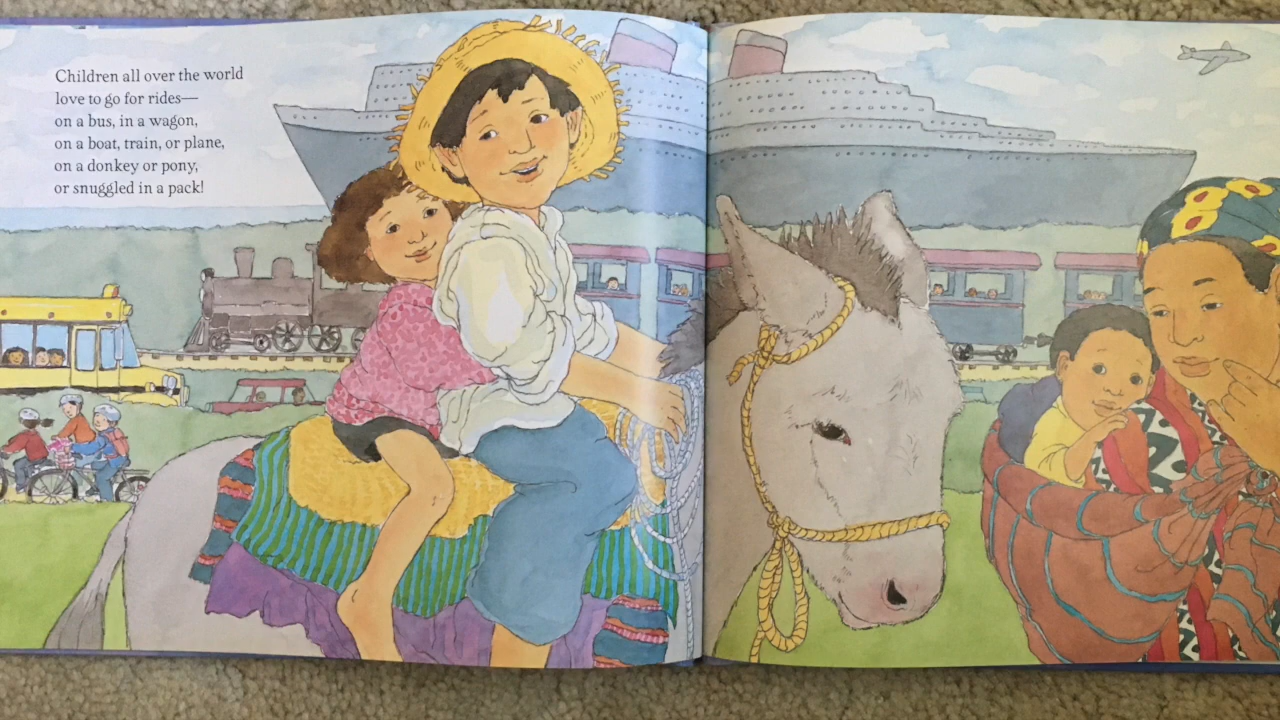 Children all over the world
love to go for rides—
on a bus, in a wagon,
on a boat, train, or plane,
on a donkey or pony,
or snuggled in a pack!